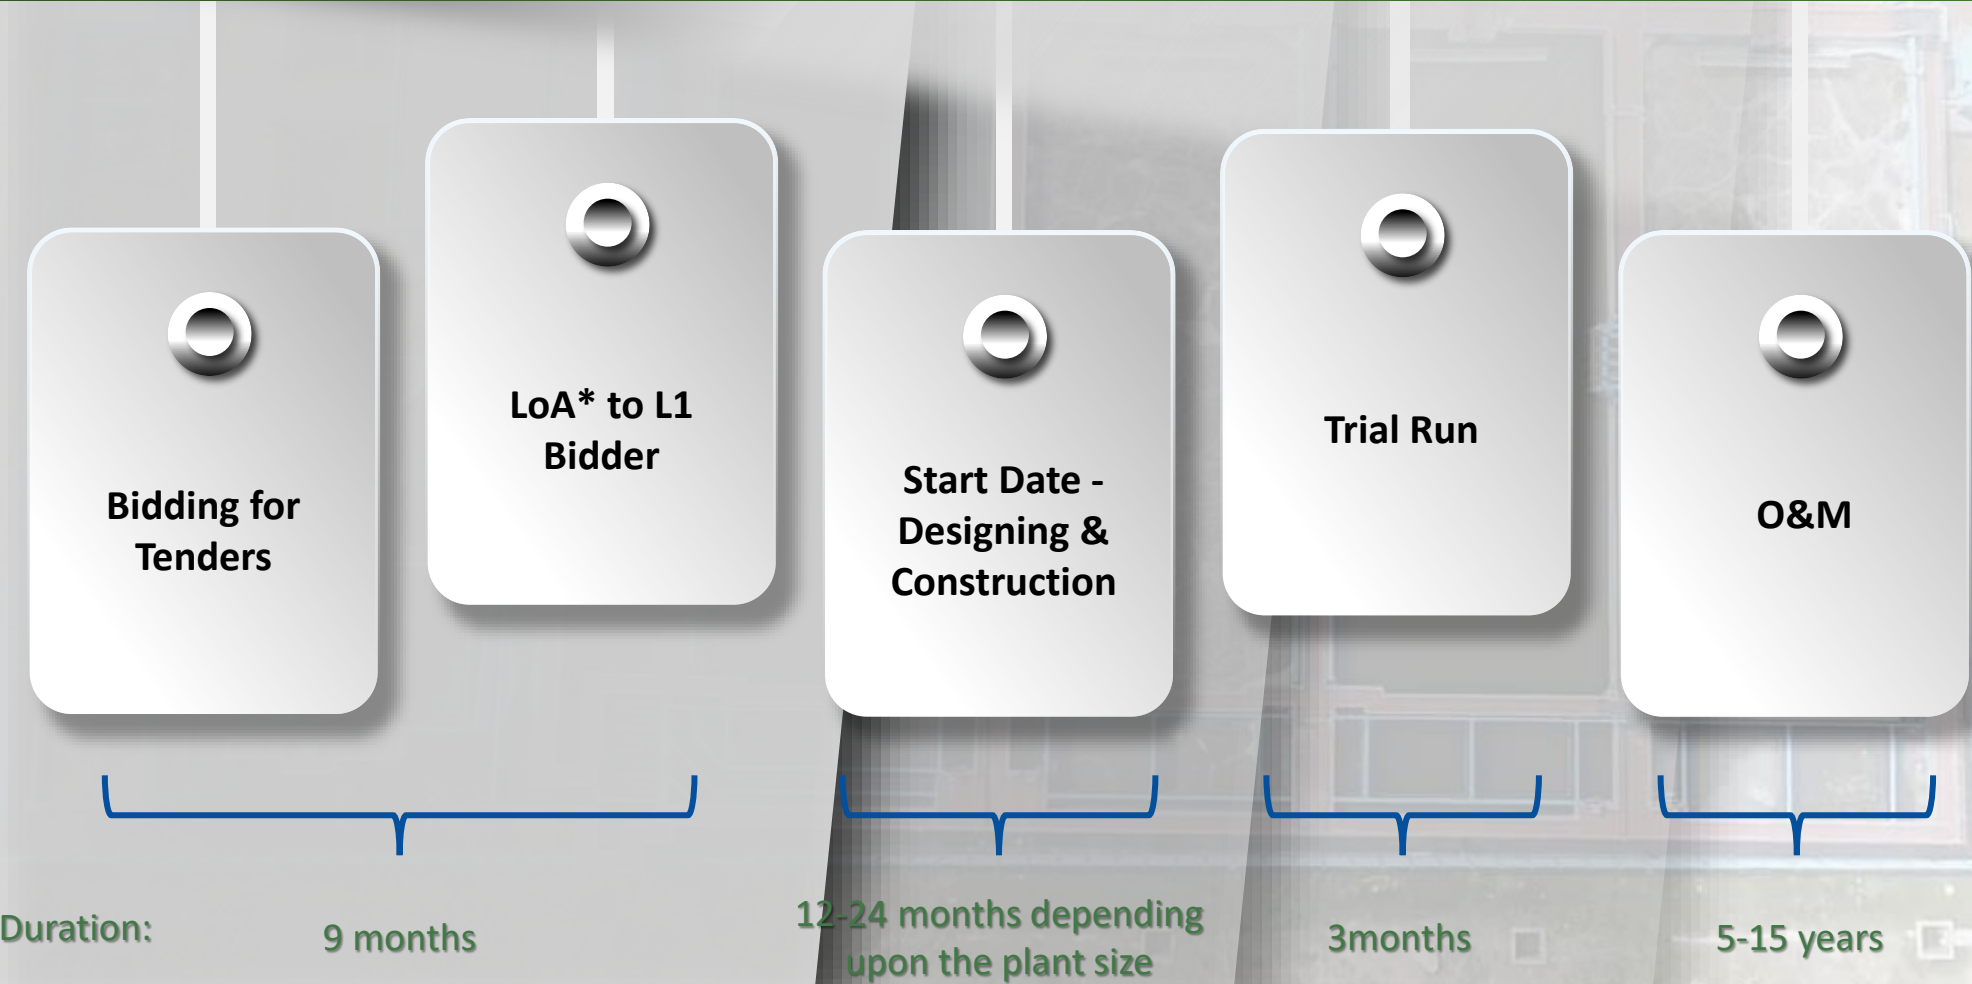 Bidding for
Tenders
LoA* to L1
Bidder
Start Date -
Designing &
Construction
Trial Run
O&M
Duration:
9 months
12-24 months depending
upon the plant size
3months
5-15 years